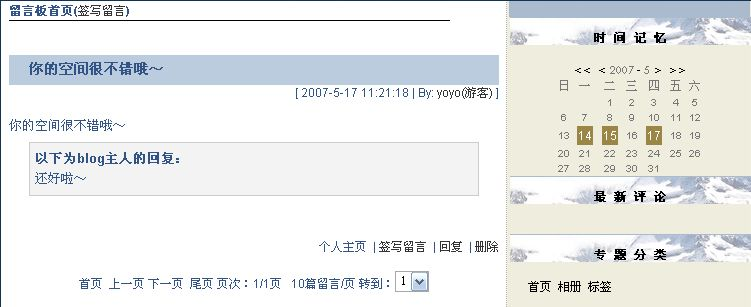 留言板首页(签写留言)
你的空间很不错哦～
[ 2007-5-17 11:21:18 | By: yoyo(游客) ]
你的空间很不错哦～
以下为blog主人的回复：
还好啦～
个人主页 | 签写留言 | 回复 | 删除
首页 上一页 下一页 尾页 页次：1/1页 10篇留言/页 转到： 1
时 间 记 忆
<< < 2007 - 5 > >>
日 一 二 三 四 五 六
1 2 3 4 5
6 7 8 9 10 11 12
13 14 15 16 17 18 19
20 21 22 23 24 25 26
27 28 29 30 31
最 新 评 论
专 题 分 类
首页 相册 标签